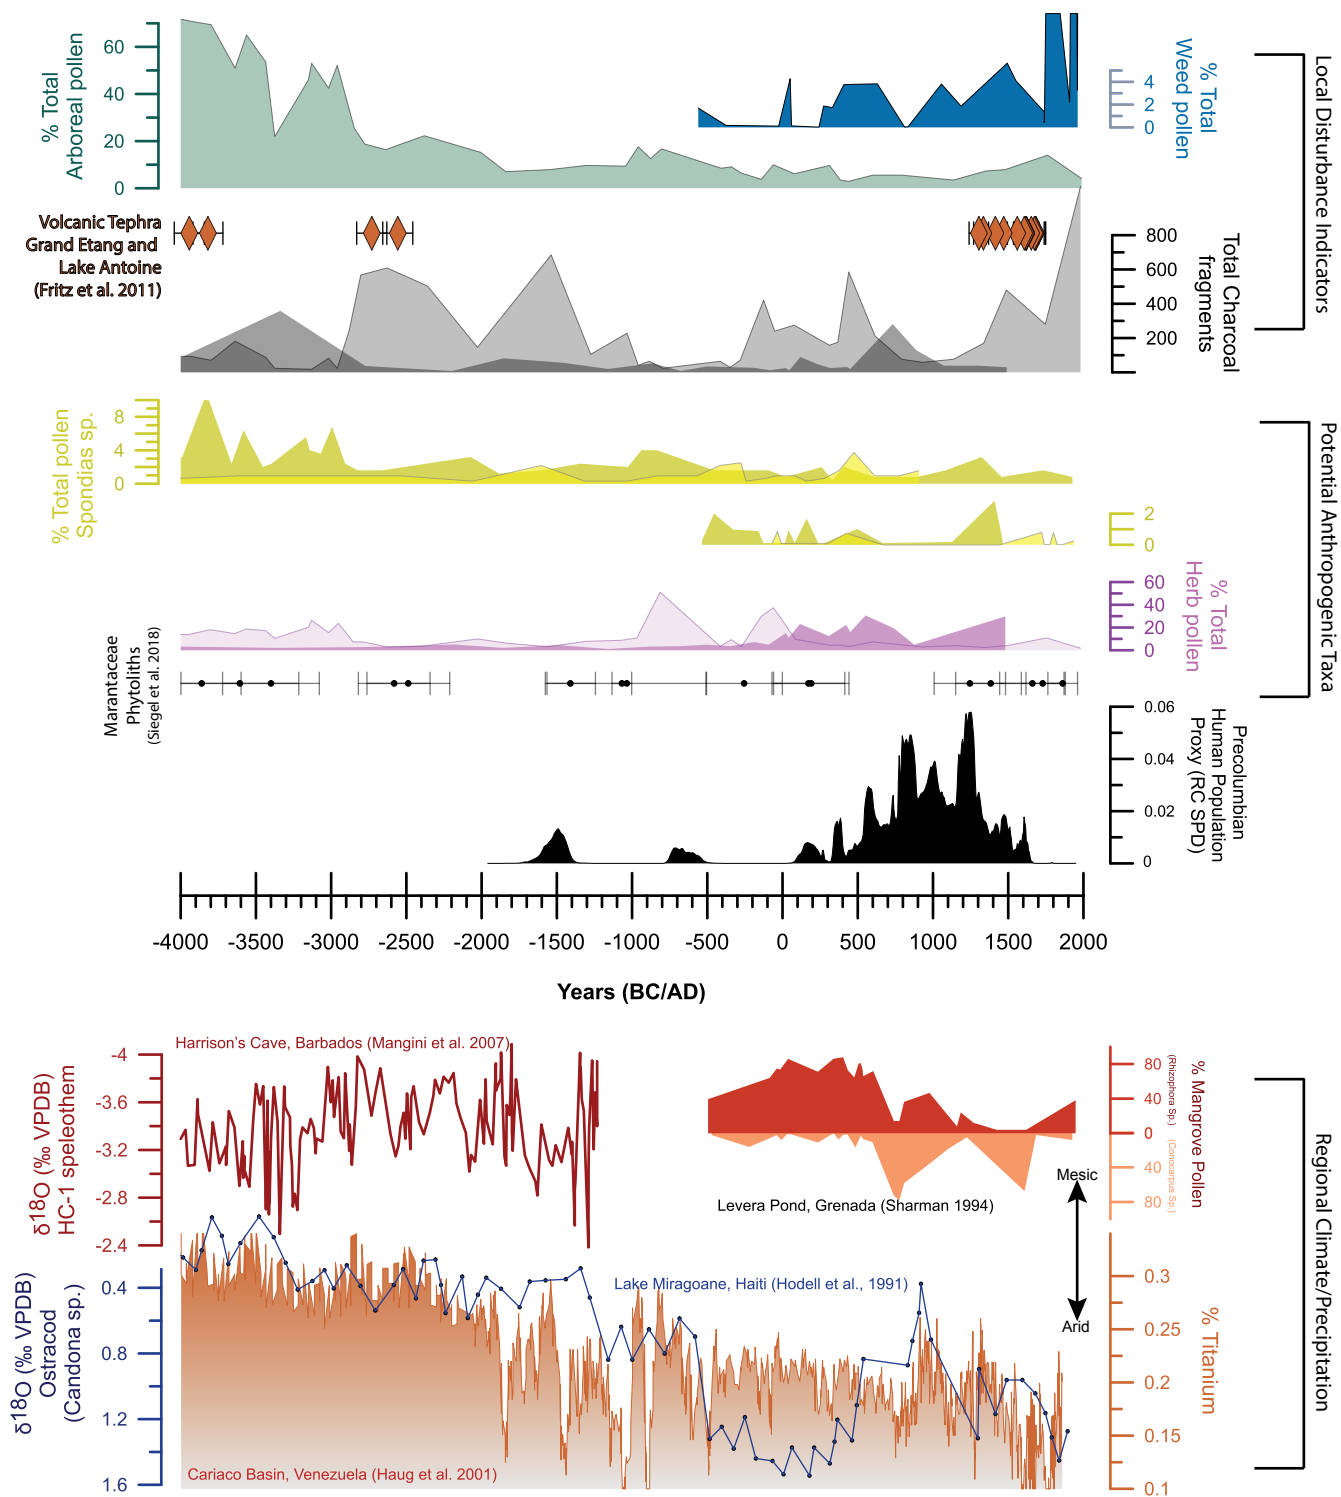 % Total
Arboreal pollen
60
40
20
0
4
2
0
% Total
Weed pollen
Local Disturbance Indicators
Volcanic Tephra
Grand Etang and
Lake Antoine
(Fritz et al. 2011)
800
600
400
200
Total Charcoal
fragments
% Total pollen
Spondias sp.
8
4
0
2
0
Potential Anthropogenic Taxa
60
40
20
0
% Total
Herb pollen
Marantaceae
Phytoliths
(Siegel et al. 2018)
0.06
0.04
0.02
0
Precolumbian
Human Population
Proxy (RC SPD)
-4000 -3500 -3000 -2500 -2000 -1500 -1000 -500 0 500 1000 1500 2000
Years (BC/AD)
Harrison's Cave, Barbados (Mangini et al. 2007)
δ18O (‰ VPDB)
HC-1 speleothem
-4
-3.6
-3.2
-2.8
-2.4
80
40
0
40
80
(Rhizophora Sp.)
(Conocarpus Sp.)
% Mangrove Pollen
Levera Pond, Grenada (Sharman 1994)
Mesic
Arid
Regional Climate/Precipitation
δ18O (‰ VPDB)
Ostracod
(Candona sp.)
0.4
0.8
1.2
1.6
Lake Miragoane, Haiti (Hodell et al., 1991)
0.3
0.25
0.2
0.15
0.1
% Titanium
Cariaco Basin, Venezuela (Haug et al. 2001)